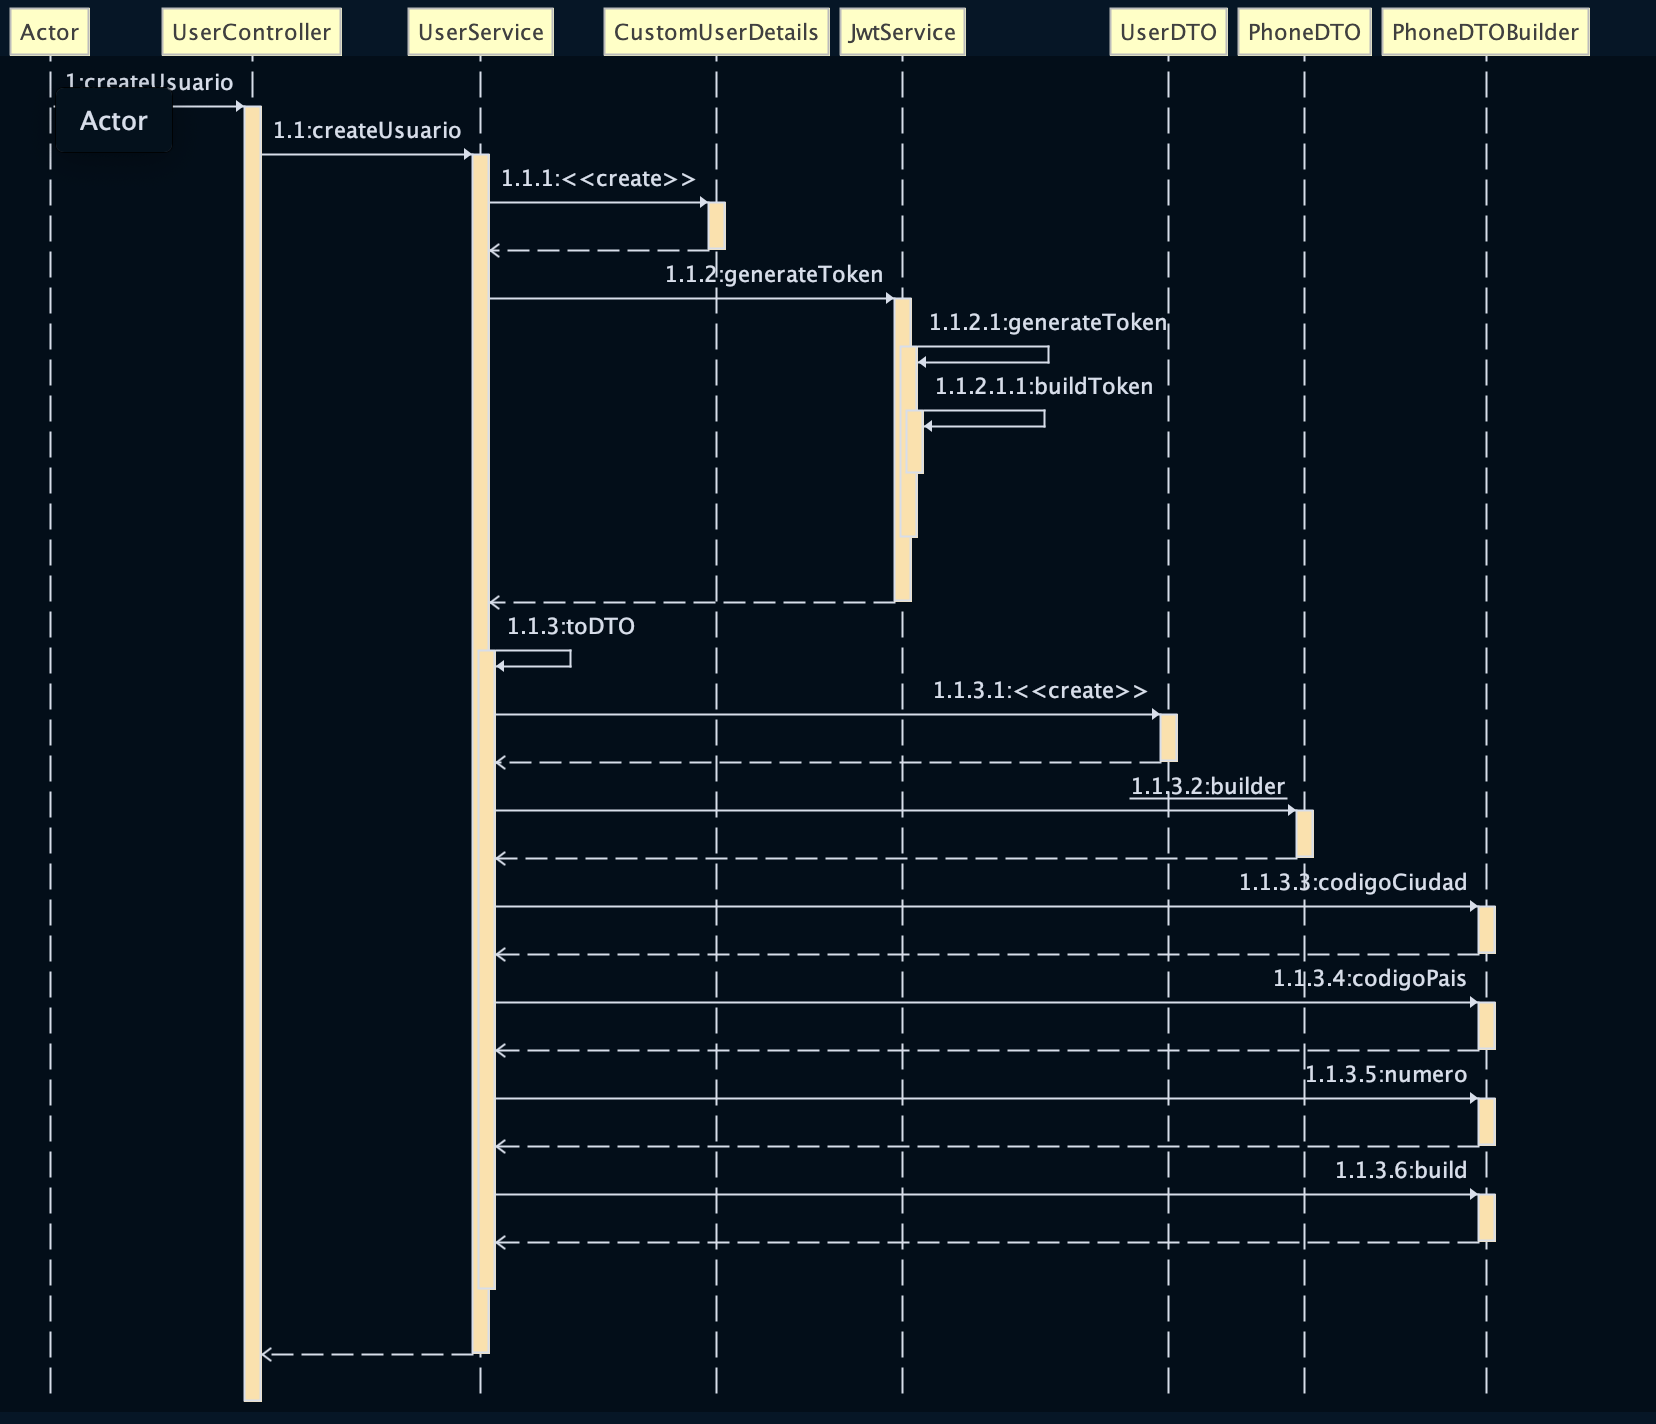 Actor
UserController
UserService
CustomUserDetails
JwtService
UserDTO
PhoneDTO
PhoneDTOBuilder
1:createUsuario
Actor
1.1:createUsuario
1.1.1:<<create>>
1.1.2:generateToken
1.1.2.1:generateToken
1.1.2.1.1:buildToken
1.1.3:toDTO
1.1.3.1:<<create>>
1.1.3.2:builder
1.1.3.3:codigoCiudad
1.1.3.4:codigoPais
1.1.3.5:numero
1.1.3.6:build